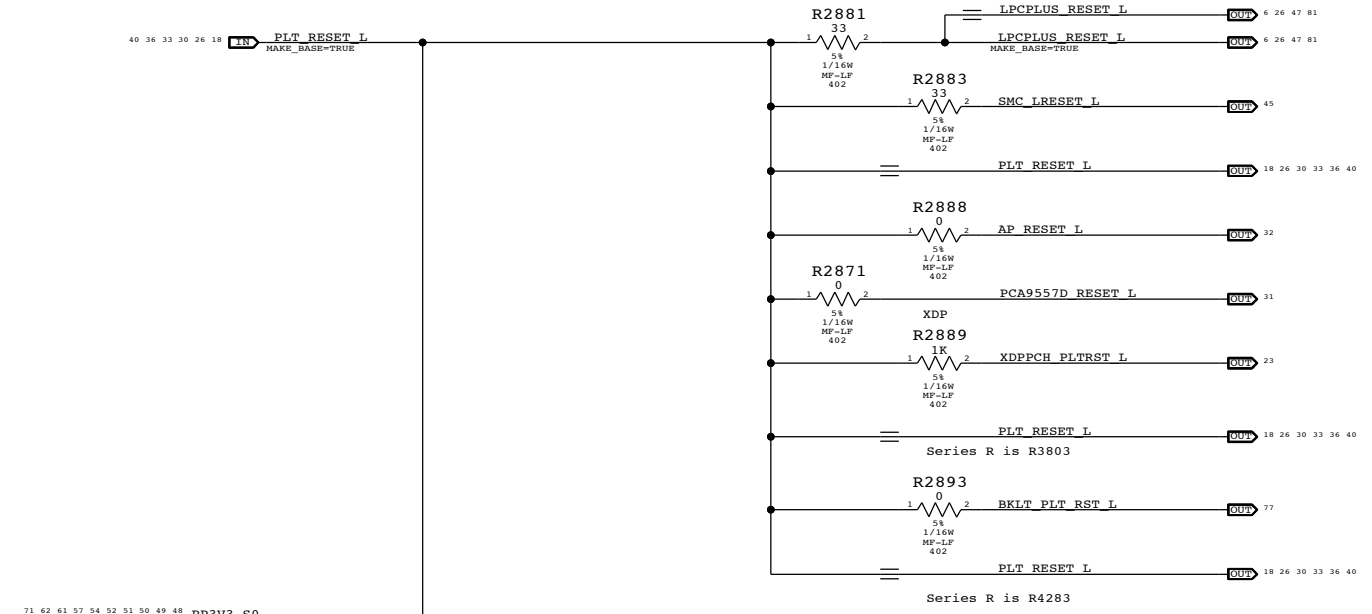 LPCPLUS_RESET_L
OUT 6 26 47 81
R2881
33
40 36 33 30 26 18 IN PLT_RESET_L
MAKE_BASE=TRUE
1 2
LPCPLUS_RESET_L
MAKE_BASE=TRUE
OUT 6 26 47 81
5%
1/16W
MF-LF
402
R2883
33
1 2
SMC_LRESET_L
OUT 45
5%
1/16W
MF-LF
402
PLT_RESET_L
OUT 18 26 30 33 36 40
R2888
0
1 2
AP_RESET_L
OUT 32
5%
1/16W
MF-LF
402
R2871
0
1 2
PCA9557D_RESET_L
OUT 31
5%
1/16W
MF-LF
402
XDP
R2889
1K
1 2
XDPPCH_PLTRST_L
OUT 23
5%
1/16W
MF-LF
402
PLT_RESET_L
OUT 18 26 30 33 36 40
Series R is R3803
R2893
0
1 2
BKLT_PLT_RST_L
OUT 77
5%
1/16W
MF-LF
402
PLT_RESET_L
OUT 18 26 30 33 36 40
Series R is R4283
71 62 61 57 54 52 51 50 49 48